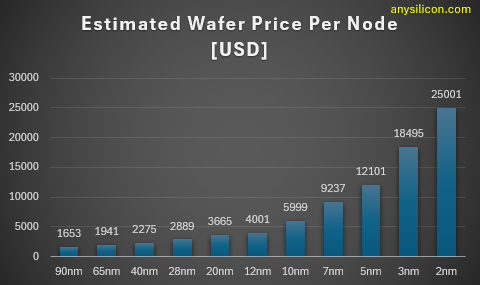 anysilicon.com
Estimated Wafer Price Per Node
[USD]
30000
25000
20000
15000
10000
5000
0
1653 1941 2275 2889 3665 4001 5999 9237 12101 18495 25001
90nm 65nm 40nm 28nm 20nm 12nm 10nm 7nm 5nm 3nm 2nm